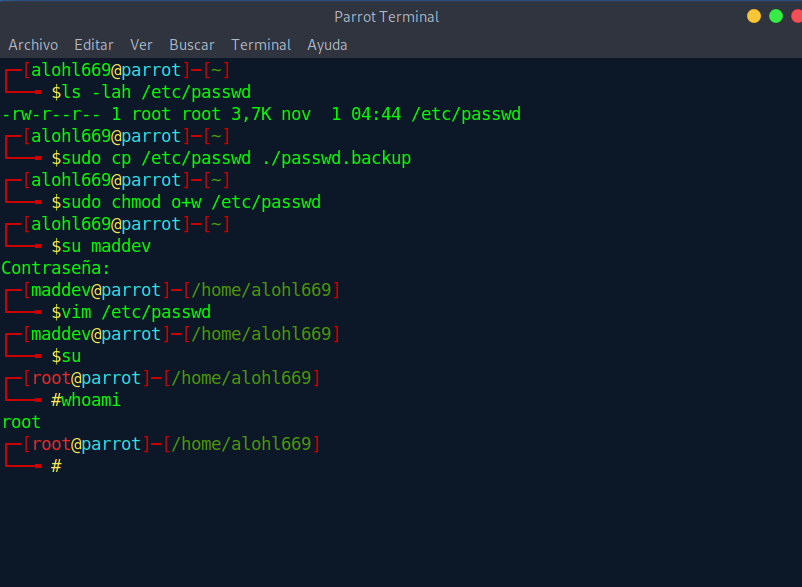 Parrot Terminal
Archivo Editar Ver Buscar Terminal Ayuda
┌─[alohl669@parrot]─[~]
└──╼ $ls -lah /etc/passwd
-rw-r--r-- 1 root root 3,7K nov  1 04:44 /etc/passwd
┌─[alohl669@parrot]─[~]
└──╼ $sudo cp /etc/passwd ./passwd.backup
┌─[alohl669@parrot]─[~]
└──╼ $sudo chmod o+w /etc/passwd
┌─[alohl669@parrot]─[~]
└──╼ $su maddev
Contraseña:
┌─[maddev@parrot]─[/home/alohl669]
└──╼ $vim /etc/passwd
┌─[maddev@parrot]─[/home/alohl669]
└──╼ $su
┌─[root@parrot]─[/home/alohl669]
└──╼ #whoami
root
┌─[root@parrot]─[/home/alohl669]
└──╼ #